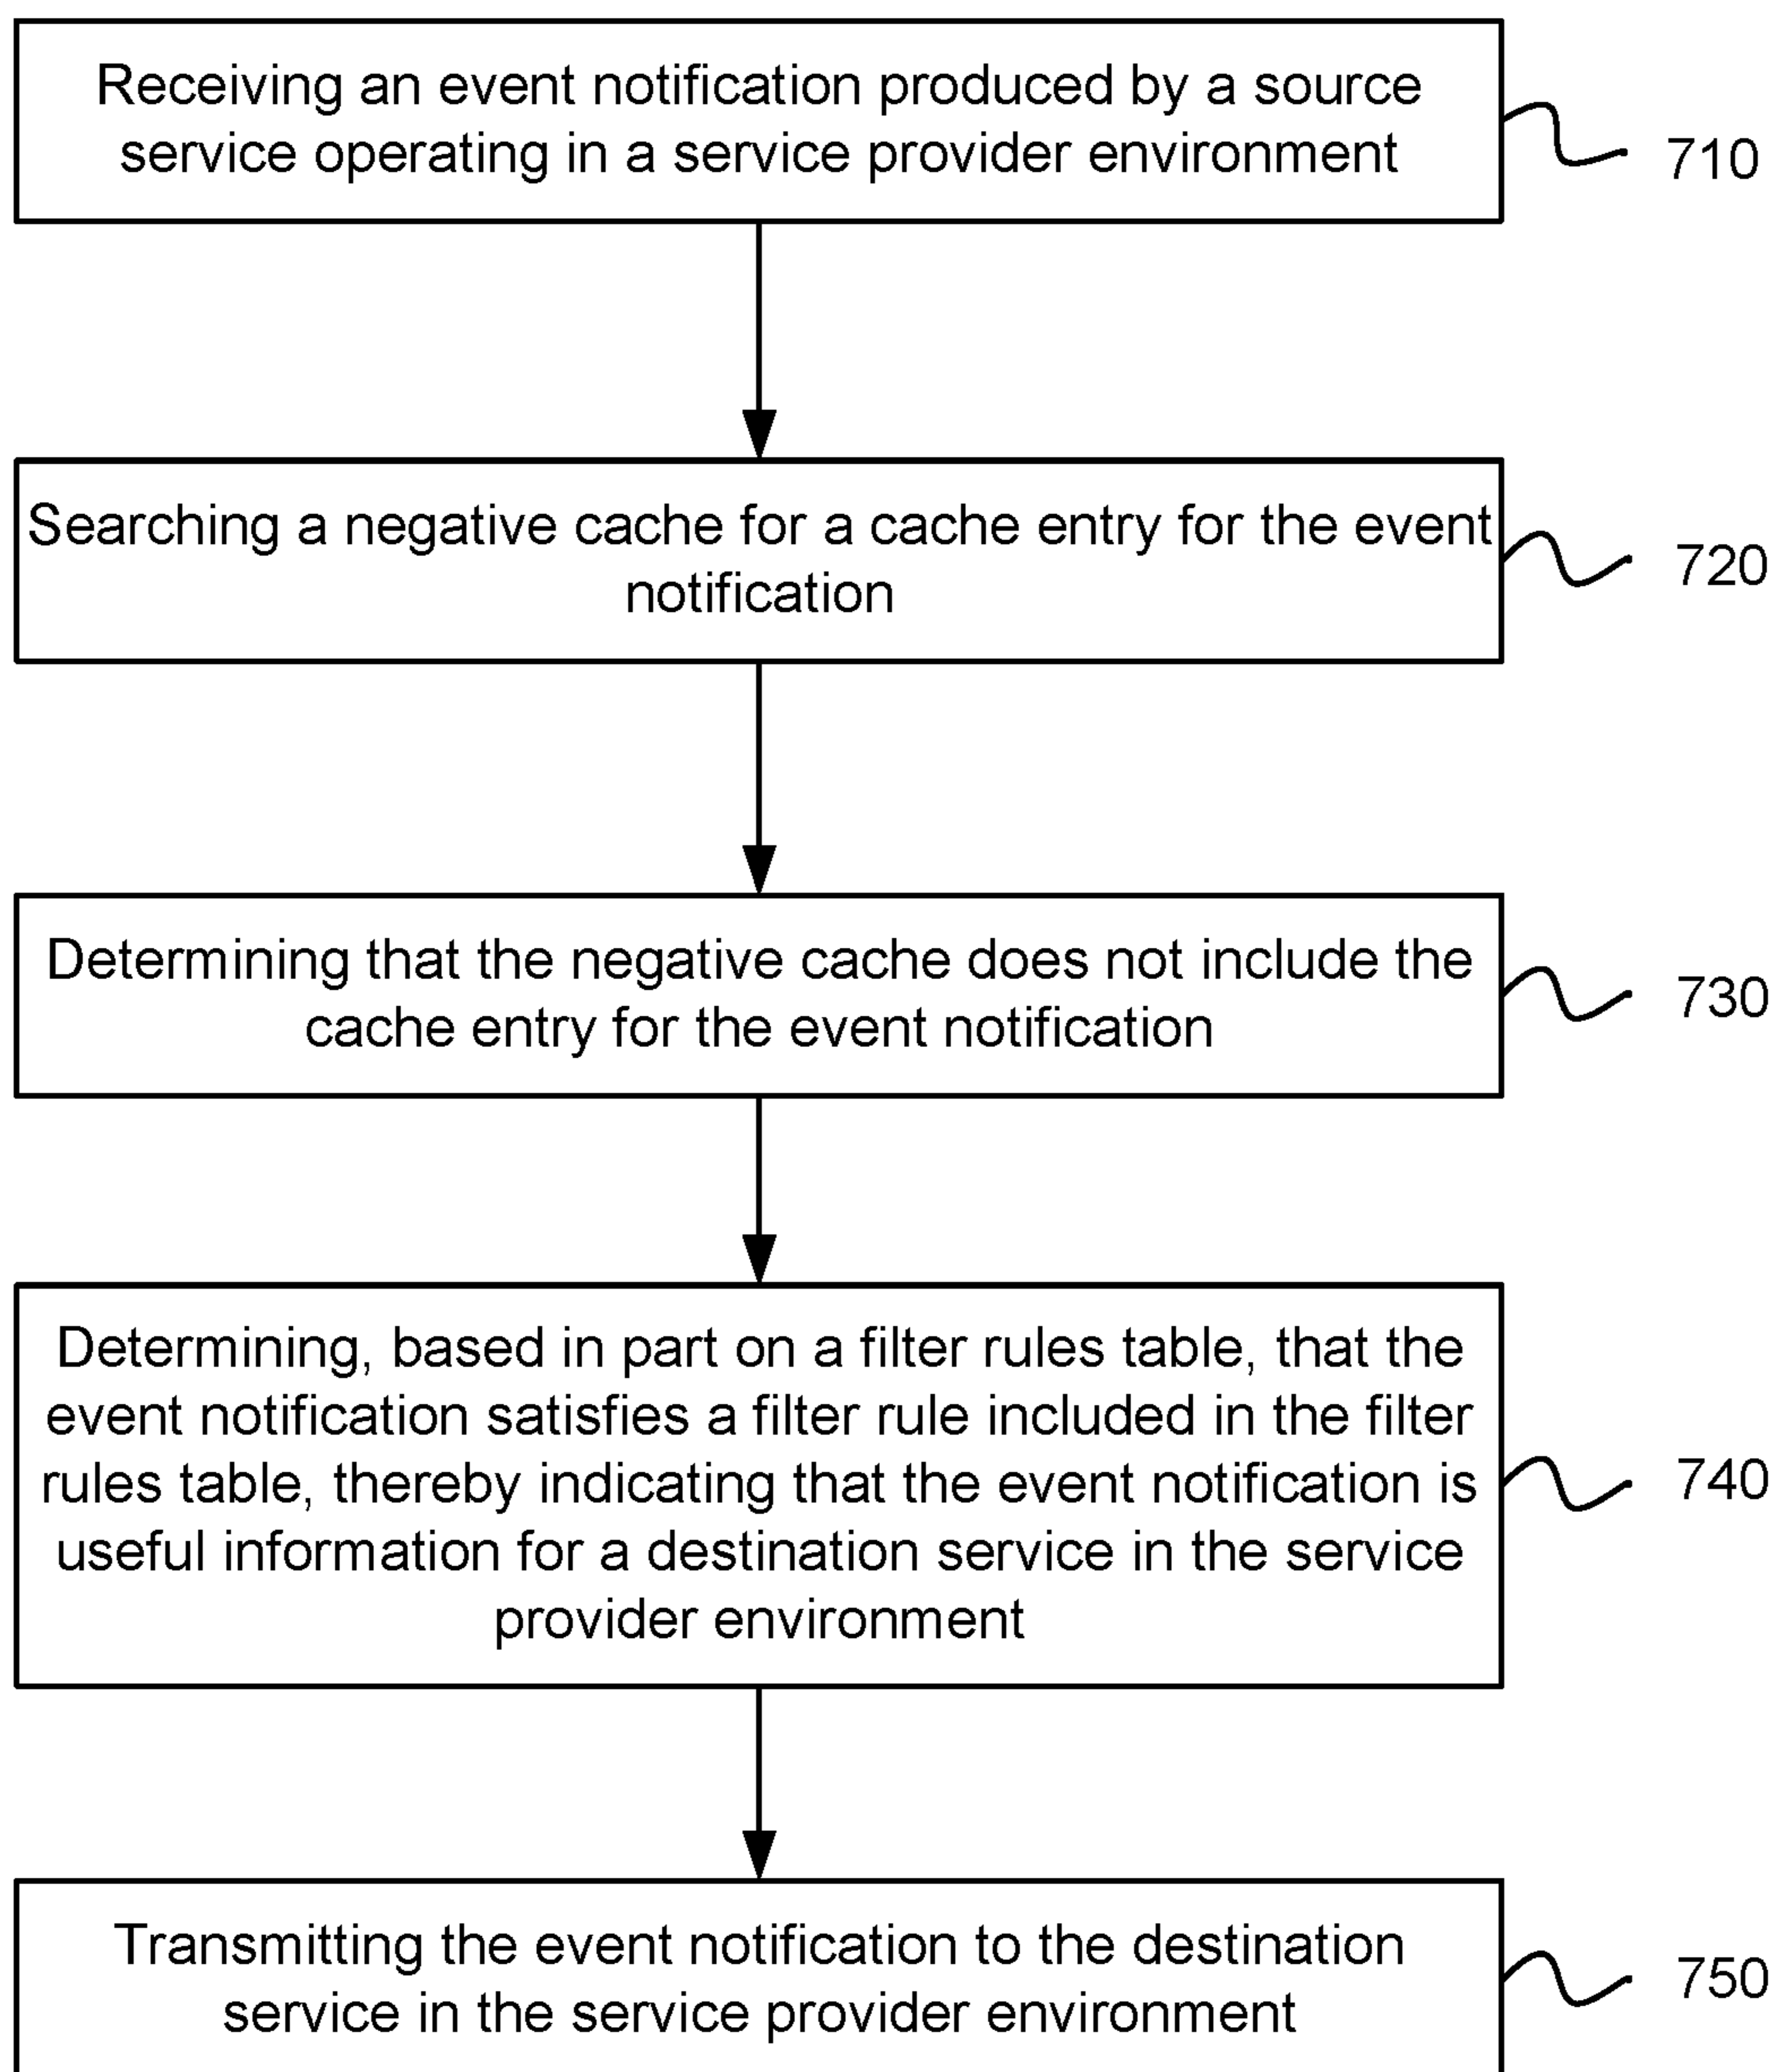 Receiving an event notification produced by a source
service operating in a service provider environment
710
Searching a negative cache for a cache entry for the event
notification
720
Determining that the negative cache does not include the
cache entry for the event notification
730
Determining, based in part on a filter rules table, that the
event notification satisfies a filter rule included in the filter
rules table, thereby indicating that the event notification is
useful information for a destination service in the service
provider environment
740
Transmitting the event notification to the destination
service in the service provider environment
750